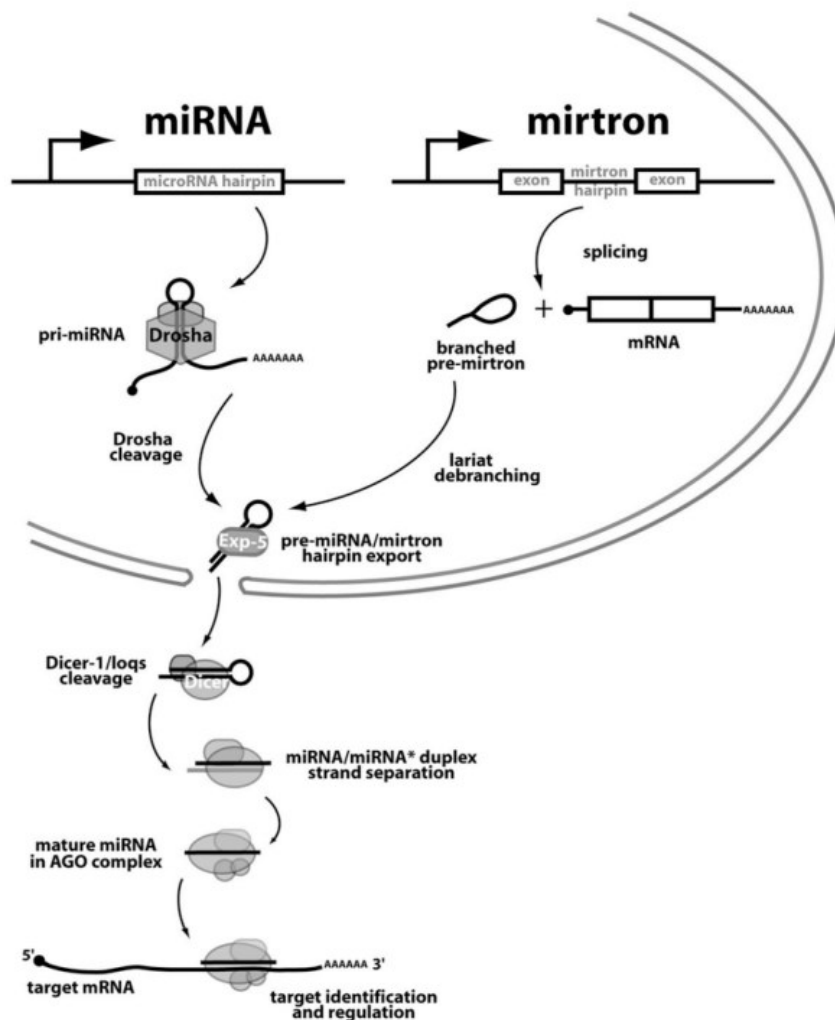 miRNA
mirtron
microRNA hairpin
exon
mirtron
hairpin
exon
splicing
pri-miRNA
Drosha
AAAAAAA
branched
pre-mirtron
+
AAAAAAA
mRNA
Drosha
cleavage
lariat
debranching
Exp-5
pre-miRNA/mirtron
hairpin export
Dicer-1/loqs
cleavage
Dicer
miRNA/miRNA* duplex
strand separation
mature miRNA
in AGO complex
5'
AAAAAA 3'
target mRNA
target identification
and regulation